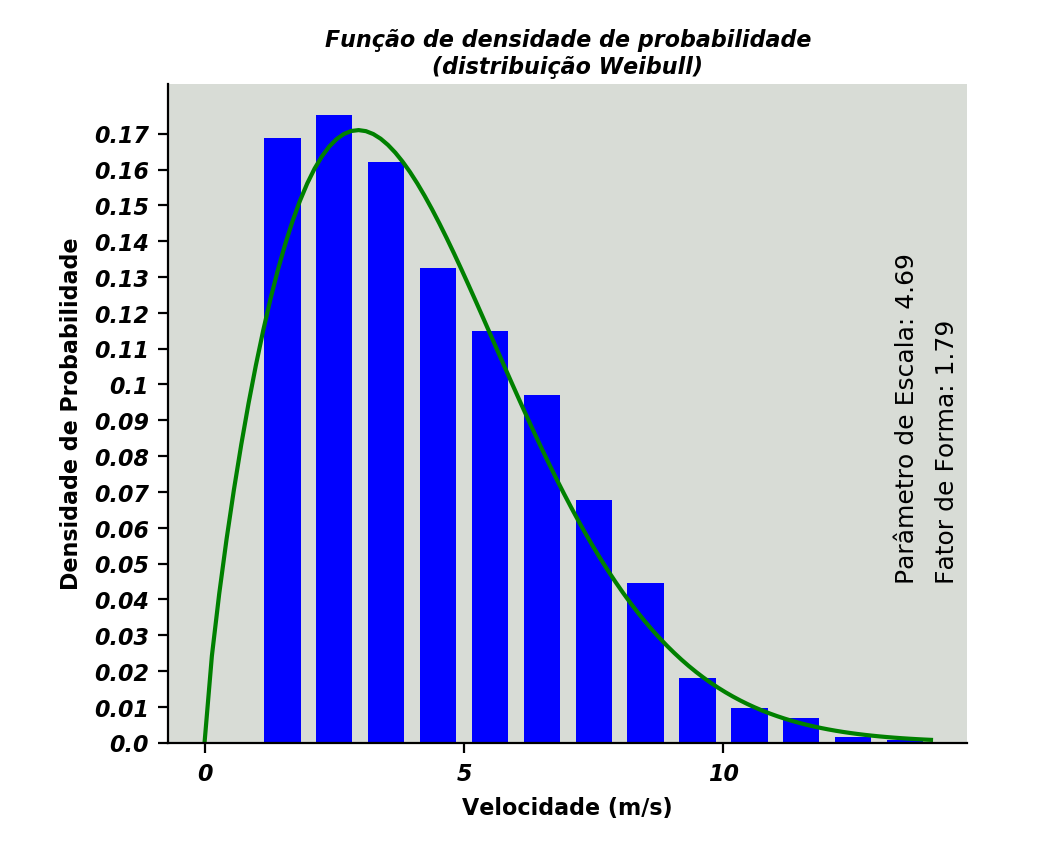 Função de densidade de probabilidade
(distribuição Weibull)
Densidade de Probabilidade
0.17
0.16
0.15
0.14
0.13
0.12
0.11
0.1
0.09
0.08
0.07
0.06
0.05
0.04
0.03
0.02
0.01
0.0
0 5 10
Velocidade (m/s)
Parâmetro de Escala: 4.69
Fator de Forma: 1.79